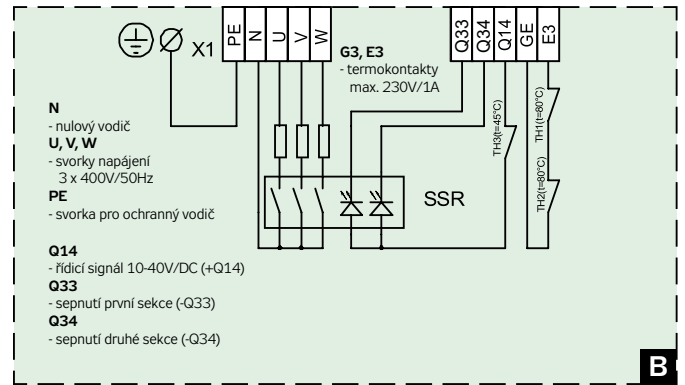 X1
PE N U V W
Q33 Q34 Q14 GE E3
G3, E3
- termokontakty
max. 230V/1A
N
- nulový vodič
U, V, W
- svorky napájení
3 x 400V/50Hz
PE
- svorka pro ochranný vodič
TH3(t=45°C)
TH1(t=80°C)
TH2(t=80°C)
SSR
Q14
- řídicí signál 10-40V/DC (+Q14)
Q33
- sepnutí první sekce (-Q33)
Q34
- sepnutí druhé sekce (-Q34)
B